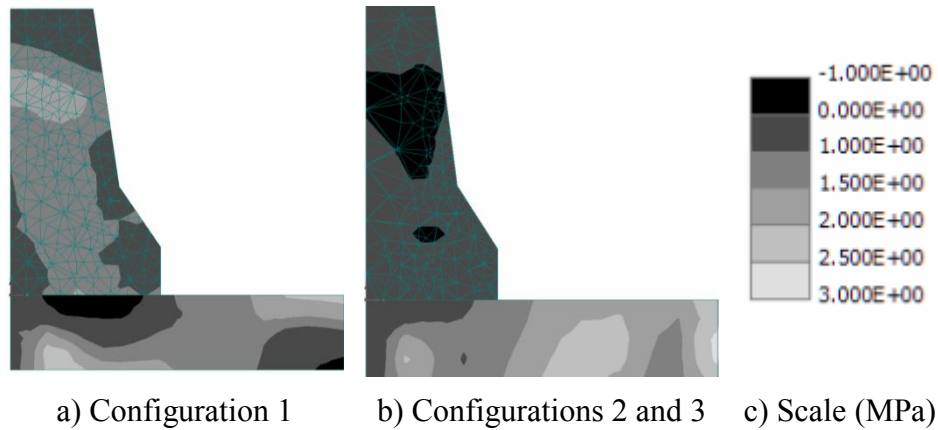 -1.000E+00
0.000E+00
1.000E+00
1.500E+00
2.000E+00
2.500E+00
3.000E+00
a) Configuration 1
b) Configurations 2 and 3
c) Scale (MPa)